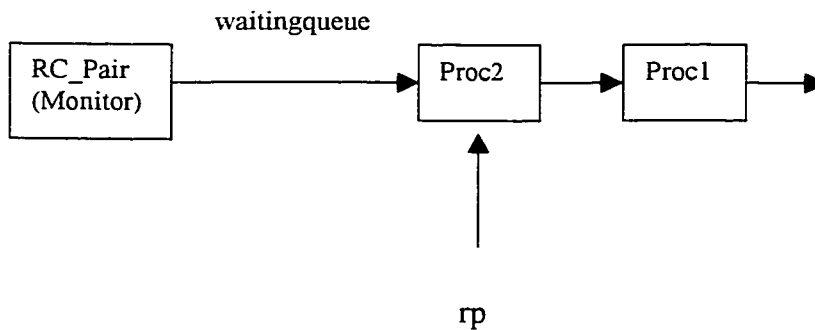 waitingqueue
RC_Pair
(Monitor)
Proc2
Proc1
rp